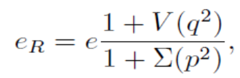 e_R = e \frac{1 + V(q^2)}{1 + \Sigma(p^2)},